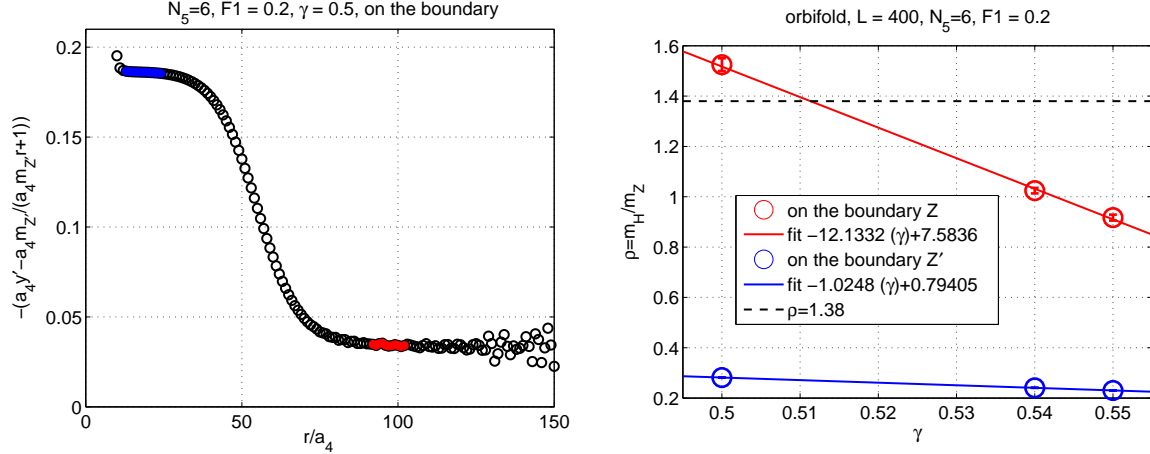 N₅=6, F1 = 0.2, γ = 0.5, on the boundary
−(a₄y′−a₄m_Z′/(a₄m_Z′r+1))
0.2
0.15
0.1
0.05
0
0 50 100 150
r/a₄
orbifold, L = 400, N₅=6, F1 = 0.2
ρ=m_H/m_Z
1.6
1.4
1.2
1
0.8
0.6
0.4
0.2
on the boundary Z
fit −12.1332 (γ)+7.5836
on the boundary Z′
fit −1.0248 (γ)+0.79405
ρ=1.38
0.5 0.51 0.52 0.53 0.54 0.55
γ